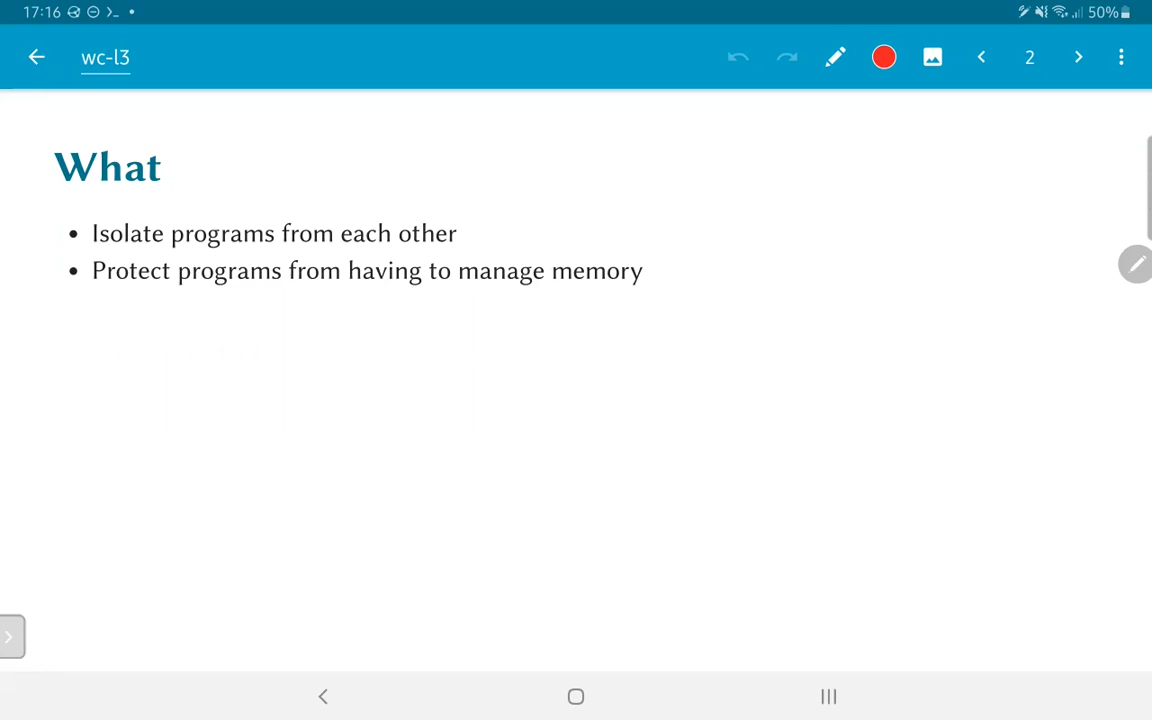 17:16 50%
wc-l3 2
What
• Isolate programs from each other
• Protect programs from having to manage memory